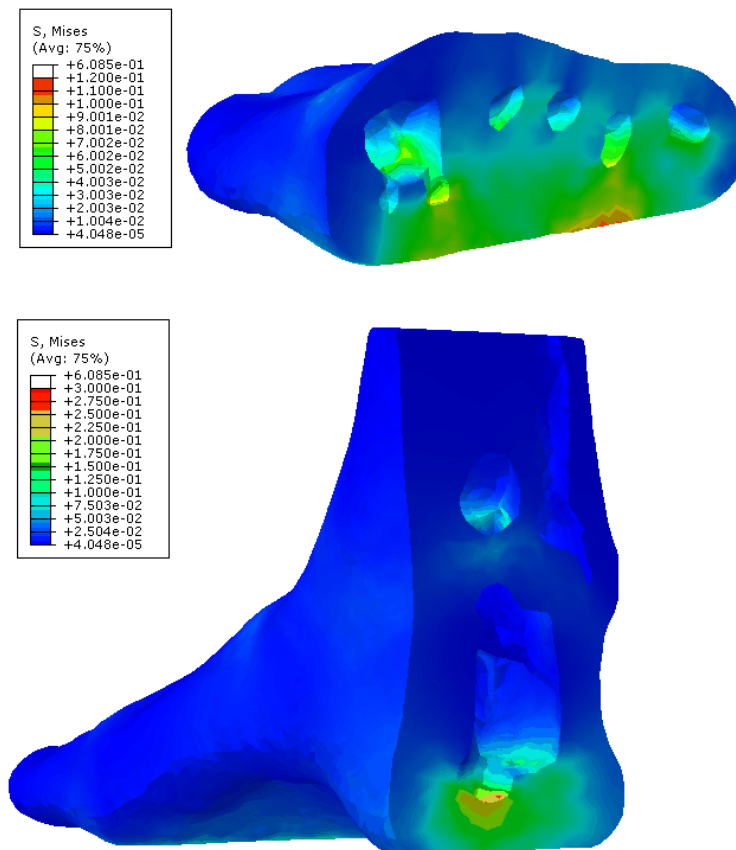 S, Mises
(Avg: 75%)
+6.085e-01
+1.200e-01
+1.100e-01
+1.000e-01
+9.001e-02
+8.001e-02
+7.002e-02
+6.002e-02
+5.002e-02
+4.003e-02
+3.003e-02
+2.003e-02
+1.004e-02
+4.048e-05
S, Mises
(Avg: 75%)
+6.085e-01
+3.000e-01
+2.750e-01
+2.500e-01
+2.250e-01
+2.000e-01
+1.750e-01
+1.500e-01
+1.250e-01
+1.000e-01
+7.503e-02
+5.003e-02
+2.504e-02
+4.048e-05